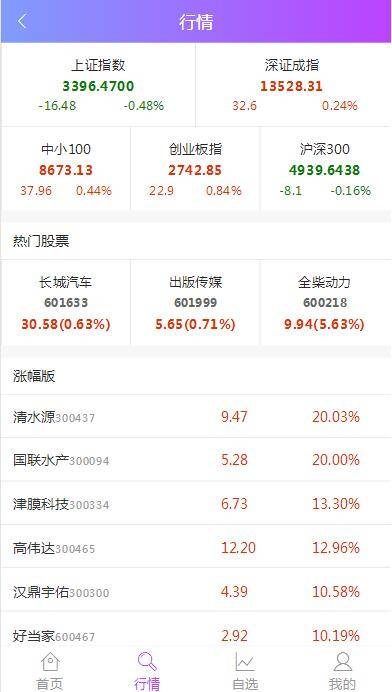 行情
上证指数 深证成指
3396.4700 13528.31
-16.48 -0.48% 32.6 0.24%
中小100 创业板指 沪深300
8673.13 2742.85 4939.6438
37.96 0.44% 22.9 0.84% -8.1 -0.16%
热门股票
长城汽车 出版传媒 全柴动力
601633 601999 600218
30.58(0.63%) 5.65(0.71%) 9.94(5.63%)
涨幅版
清水源300437 9.47 20.03%
国联水产300094 5.28 20.00%
津膜科技300334 6.73 13.30%
高伟达300465 12.20 12.96%
汉鼎宇佑300300 4.39 10.58%
好当家600467 2.92 10.19%
首页 行情 自选 我的